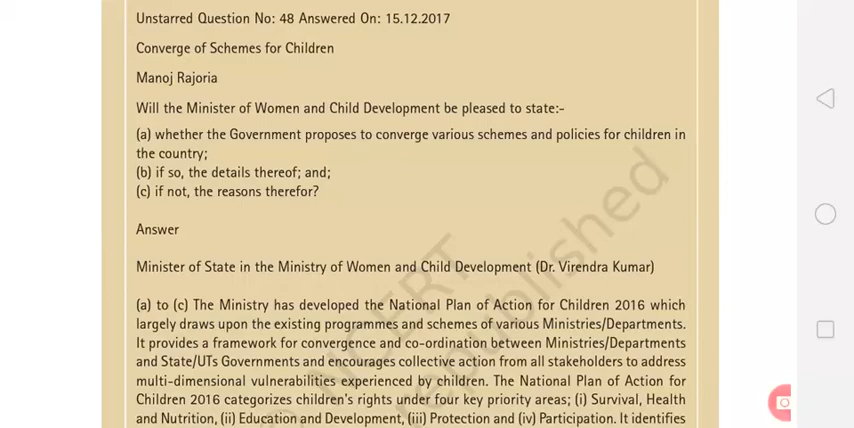 Unstarred Question No: 48 Answered On: 15.12.2017
Converge of Schemes for Children
Manoj Rajoria
Will the Minister of Women and Child Development be pleased to state:-
(a) whether the Government proposes to converge various schemes and policies for children in
the country;
(b) if so, the details thereof; and;
(c) if not, the reasons therefor?
Answer
Minister of State in the Ministry of Women and Child Development (Dr. Virendra Kumar)
(a) to (c) The Ministry has developed the National Plan of Action for Children 2016 which
largely draws upon the existing programmes and schemes of various Ministries/Departments.
It provides a framework for convergence and co-ordination between Ministries/Departments
and State/UTs Governments and encourages collective action from all stakeholders to address
multi-dimensional vulnerabilities experienced by children. The National Plan of Action for
Children 2016 categorizes children's rights under four key priority areas; (i) Survival, Health
and Nutrition, (ii) Education and Development, (iii) Protection and (iv) Participation. It identifies
© NCERT
republished